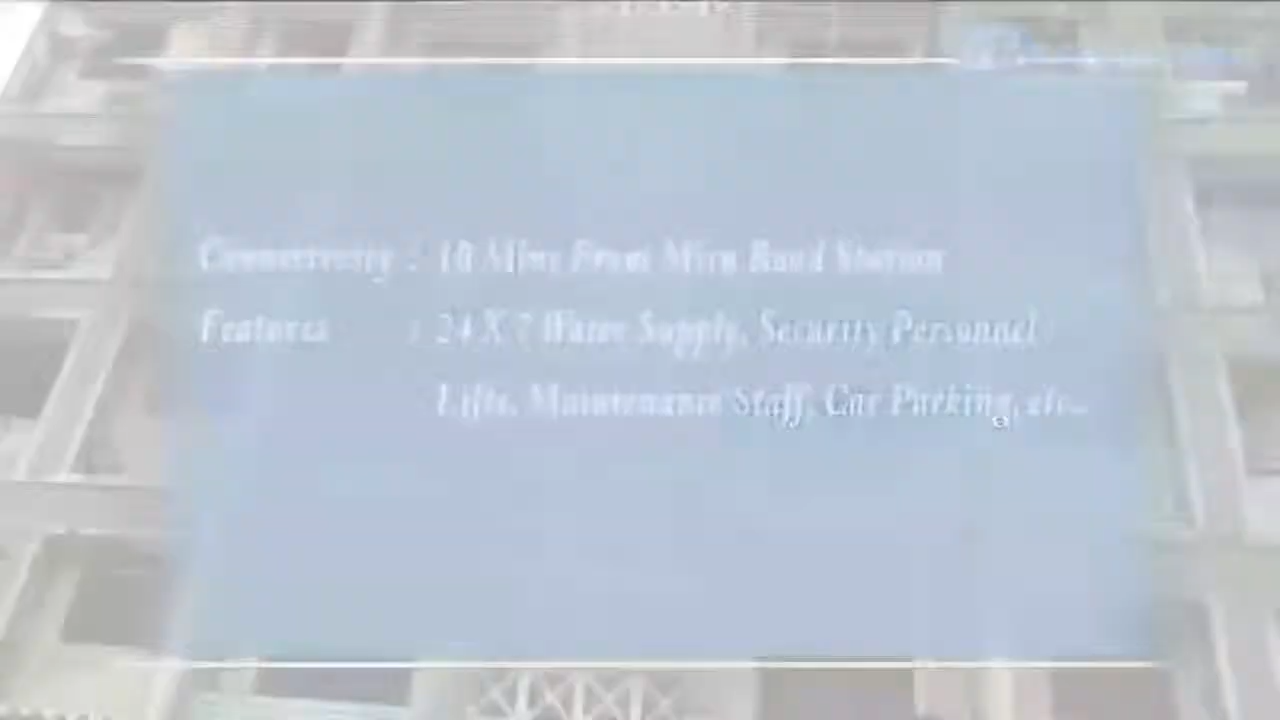 Connectivity : 10 Mins From Mira Road Station
Features : 24 X 7 Water Supply, Security Personnel
Lifts, Maintenance Staff, Car Parking, etc..